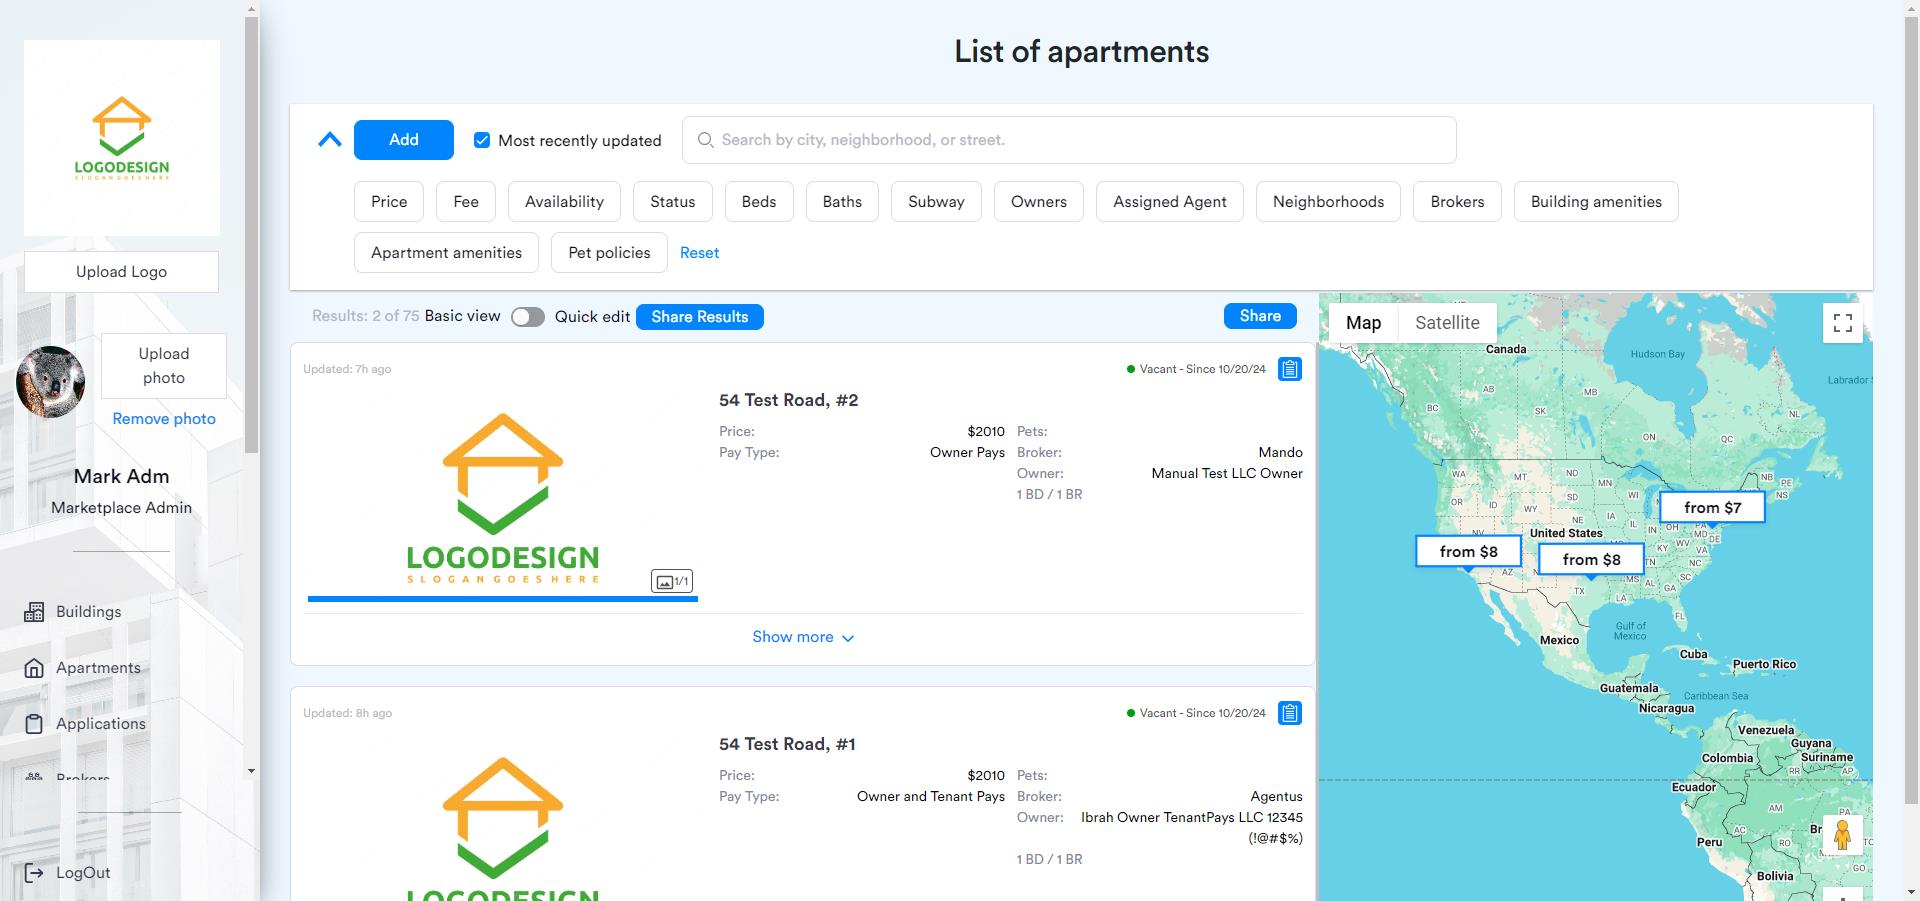 List of apartments
LOGODESIGN
SLOGANGOESHERE
Upload Logo
Upload photo
Remove photo
Mark Adm
Marketplace Admin
Buildings
Apartments
Applications
Brokers
LogOut
Add
Most recently updated
Search by city, neighborhood, or street.
Price
Fee
Availability
Status
Beds
Baths
Subway
Owners
Assigned Agent
Neighborhoods
Brokers
Building amenities
Apartment amenities
Pet policies
Reset
Results: 2 of 75 Basic view
Quick edit
Share Results
Share
Updated: 7h ago
Vacant - Since 10/20/24
LOGODESIGN
SLOGANGOESHERE
1/1
54 Test Road, #2
Price: $2010
Pay Type: Owner Pays
Pets:
Broker: Mando
Owner: Manual Test LLC Owner
1 BD / 1 BR
Show more
Updated: 8h ago
Vacant - Since 10/20/24
LOGODESIGN
54 Test Road, #1
Price: $2010
Pay Type: Owner and Tenant Pays
Pets:
Broker: Agentus
Owner: Ibrah Owner TenantPays LLC 12345
(!@#$%)
1 BD / 1 BR
Map
Satellite
Canada
Hudson Bay
Labrador
AB
MB
BC
SK
NL
ON
QC
WA
MT
ND
MN
NB
PE
NS
OR
ID
WY
SD
WI
from $7
NE
IA
IL
IN
OH
PA
MD
DE
NV
United States
KY
WV
VA
from $8
from $8
AZ
TN
NC
MS
AL
SC
GA
TX
LA
FL
Gulf of
Mexico
Mexico
Cuba
Puerto Rico
Guatemala
Caribbean Sea
Nicaragua
Venezuela
Guyana
Colombia
Suriname
RR
AP
Ecuador
AM
PA
AC
Br
Peru
RO
GO
Bolivia